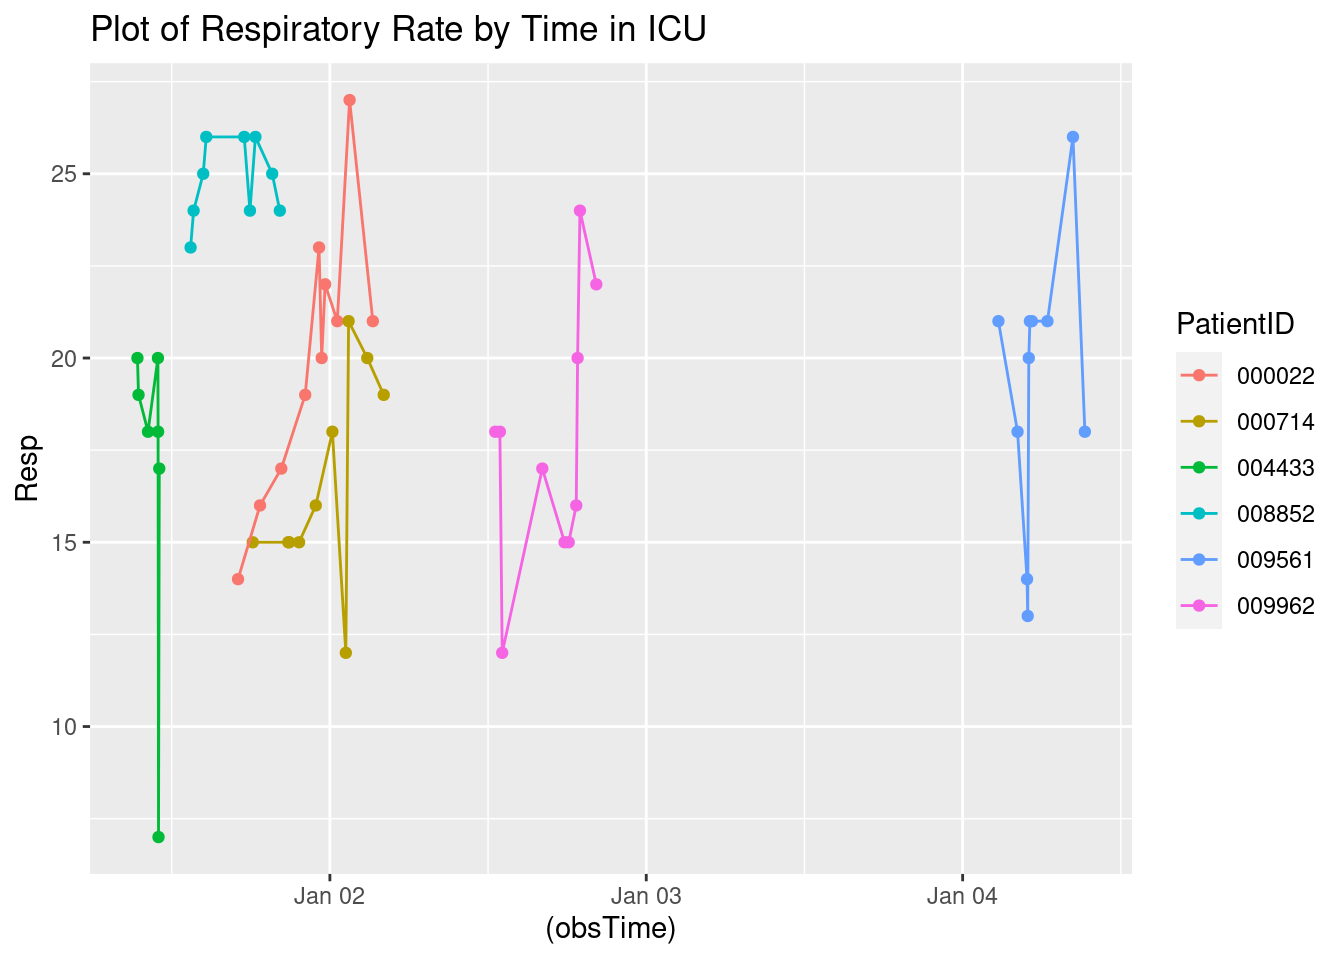 Plot of Respiratory Rate by Time in ICU
25
20
15
10
Resp
Jan 02
Jan 03
Jan 04
(obsTime)
PatientID
000022
000714
004433
008852
009561
009962